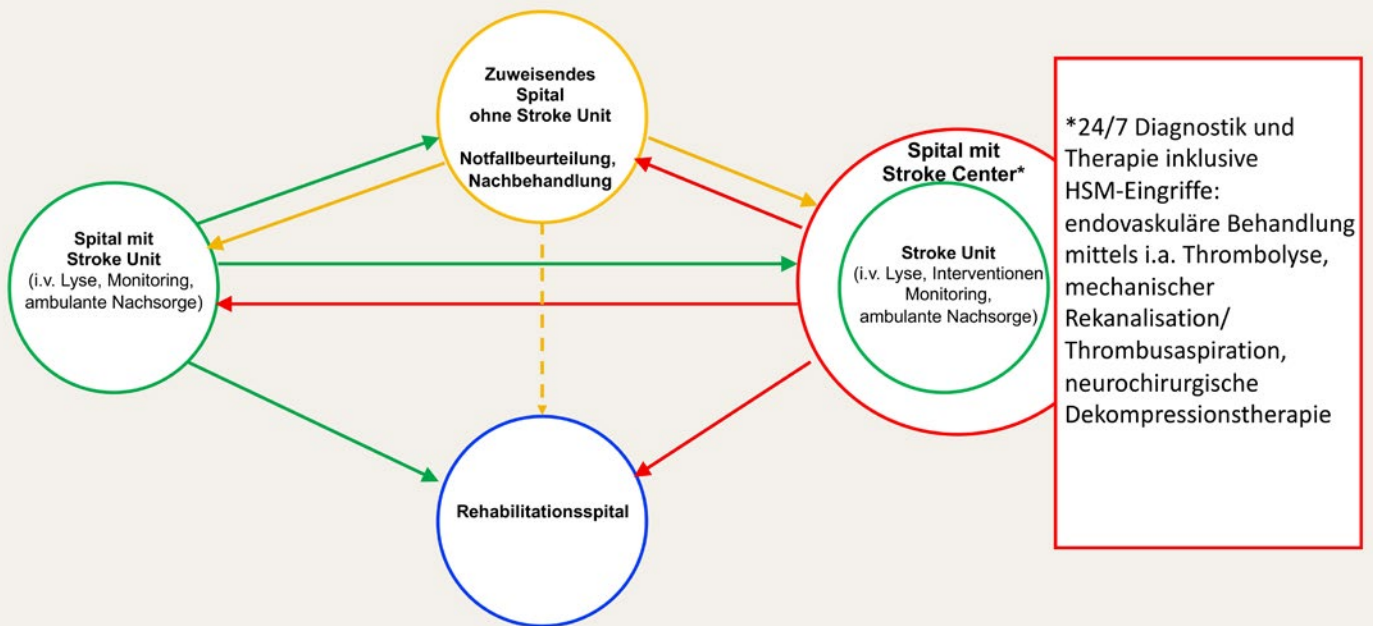 Zuweisendes
Spital
ohne Stroke Unit
Notfallbeurteilung,
Nachbehandlung
Spital mit
Stroke Unit
(i.v. Lyse, Monitoring,
ambulante Nachsorge)
Spital mit
Stroke Center*
Stroke Unit
(i.v. Lyse, Interventionen
Monitoring,
ambulante Nachsorge)
Rehabilitationsspital
*24/7 Diagnostik und
Therapie inklusive
HSM-Eingriffe:
endovaskuläre Behandlung
mittels i.a. Thrombolyse,
mechanischer
Rekanalisation/
Thrombusaspiration,
neurochirurgische
Dekompressionstherapie